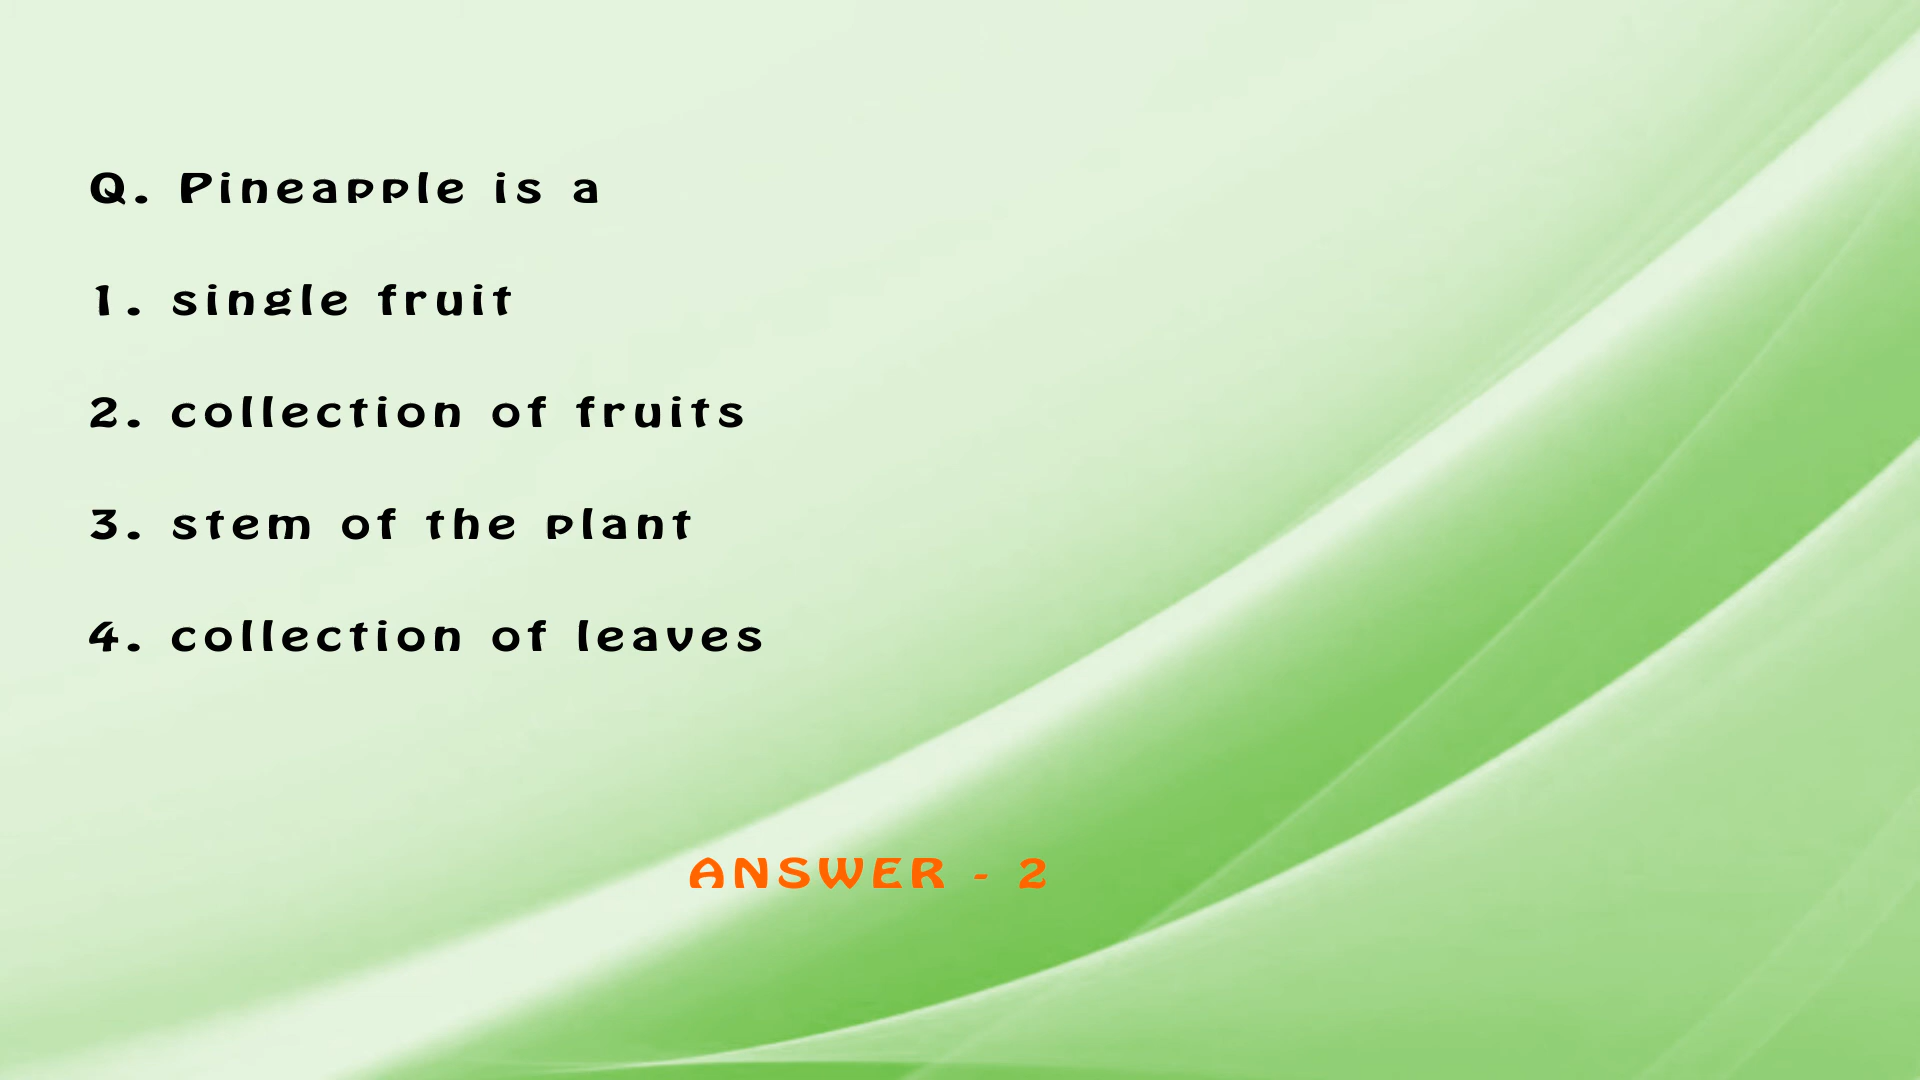 Q. Pineapple is a
1. single fruit
2. collection of fruits
3. stem of the plant
4. collection of leaves
ANSWER - 2